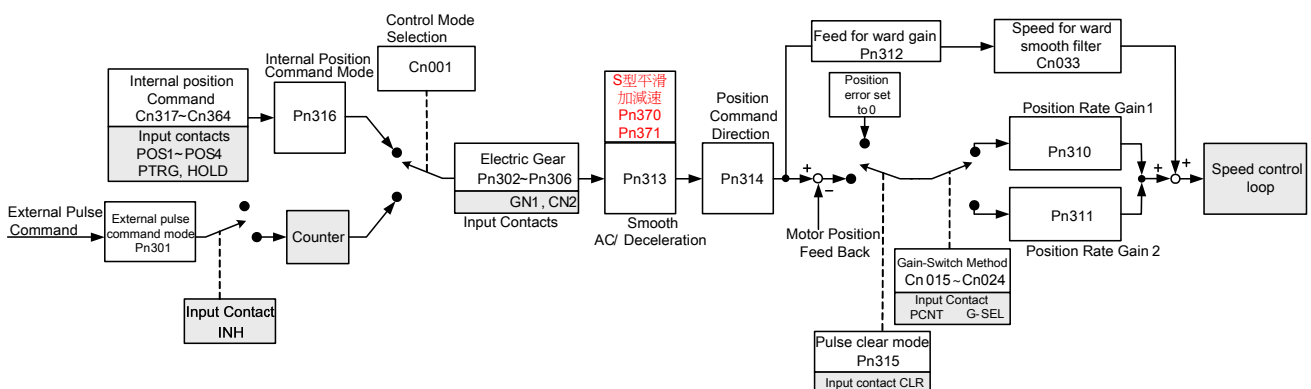 Control Mode
Selection
Cn001
Internal Position
Command Mode
Pn316
Internal position
Command
Cn317~Cn364
Input contacts
POS1~POS4
PTRG, HOLD
External Pulse
Command
External pulse
command mode
Pn301
Counter
Input Contact
INH
Electric Gear
Pn302~Pn306
GN1 , CN2
Input Contacts
S型平滑
加減速
Pn370
Pn371
Pn313
Smooth
AC/ Deceleration
Position
Command
Direction
Pn314
Feed for ward gain
Pn312
Speed for ward
smooth filter
Cn033
Position
error set
to 0
+
−
Motor Position
Feed Back
Position Rate Gain 1
Pn310
Pn311
Position Rate Gain 2
+
+
Speed control
loop
Gain-Switch Method
Cn 015~Cn024
Input Contact
PCNT G-SEL
Pulse clear mode
Pn315
Input contact CLR